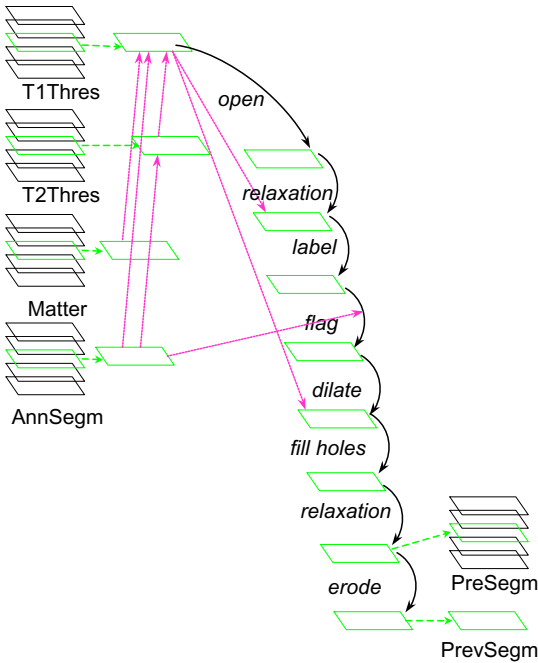 T1Thres
open
T2Thres
relaxation
label
Matter
flag
dilate
AnnSegm
fill holes
relaxation
PreSegm
erode
PrevSegm